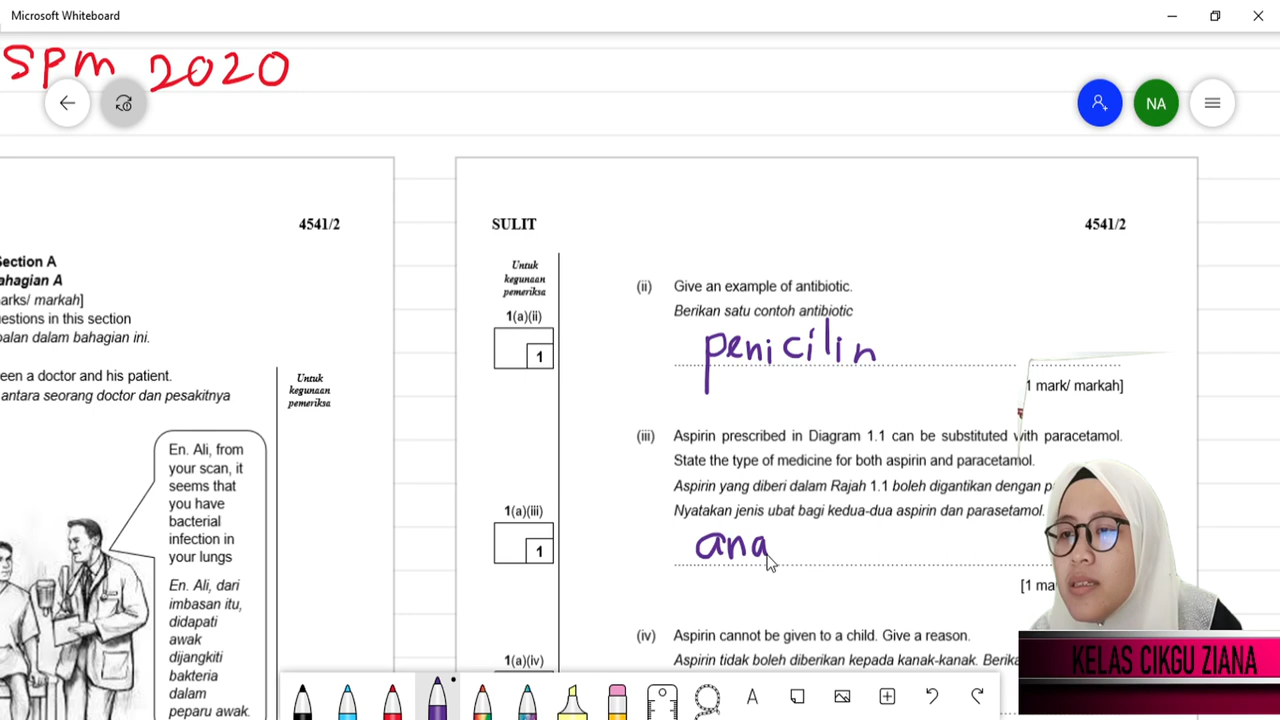 Microsoft Whiteboard
SPM 2020
NA
4541/2
Section A
ahagian A
arks/ markah]
estions in this section
oalan dalam bahagian ini.
een a doctor and his patient.
antara seorang doctor dan pesakitnya
Untuk
kegunaan
pemeriksa
En. Ali, from
your scan, it
seems that
you have
bacterial
infection in
your lungs
En. Ali, dari
imbasan itu,
didapati
awak
dijangkiti
bakteria
dalam
peparu awak.
SULIT
4541/2
Untuk
kegunaan
pemeriksa
1(a)(ii)
1
(ii) Give an example of antibiotic.
Berikan satu contoh antibiotic
penicilin
1 mark/ markah]
(iii) Aspirin prescribed in Diagram 1.1 can be substituted with paracetamol.
State the type of medicine for both aspirin and paracetamol.
Aspirin yang diberi dalam Rajah 1.1 boleh digantikan dengan p
Nyatakan jenis ubat bagi kedua-dua aspirin dan parasetamol.
1(a)(iii)
1
ana
[1 ma
(iv) Aspirin cannot be given to a child. Give a reason.
Aspirin tidak boleh diberikan kepada kanak-kanak. Berika
1(a)(iv)
KELAS CIKGU ZIANA
A